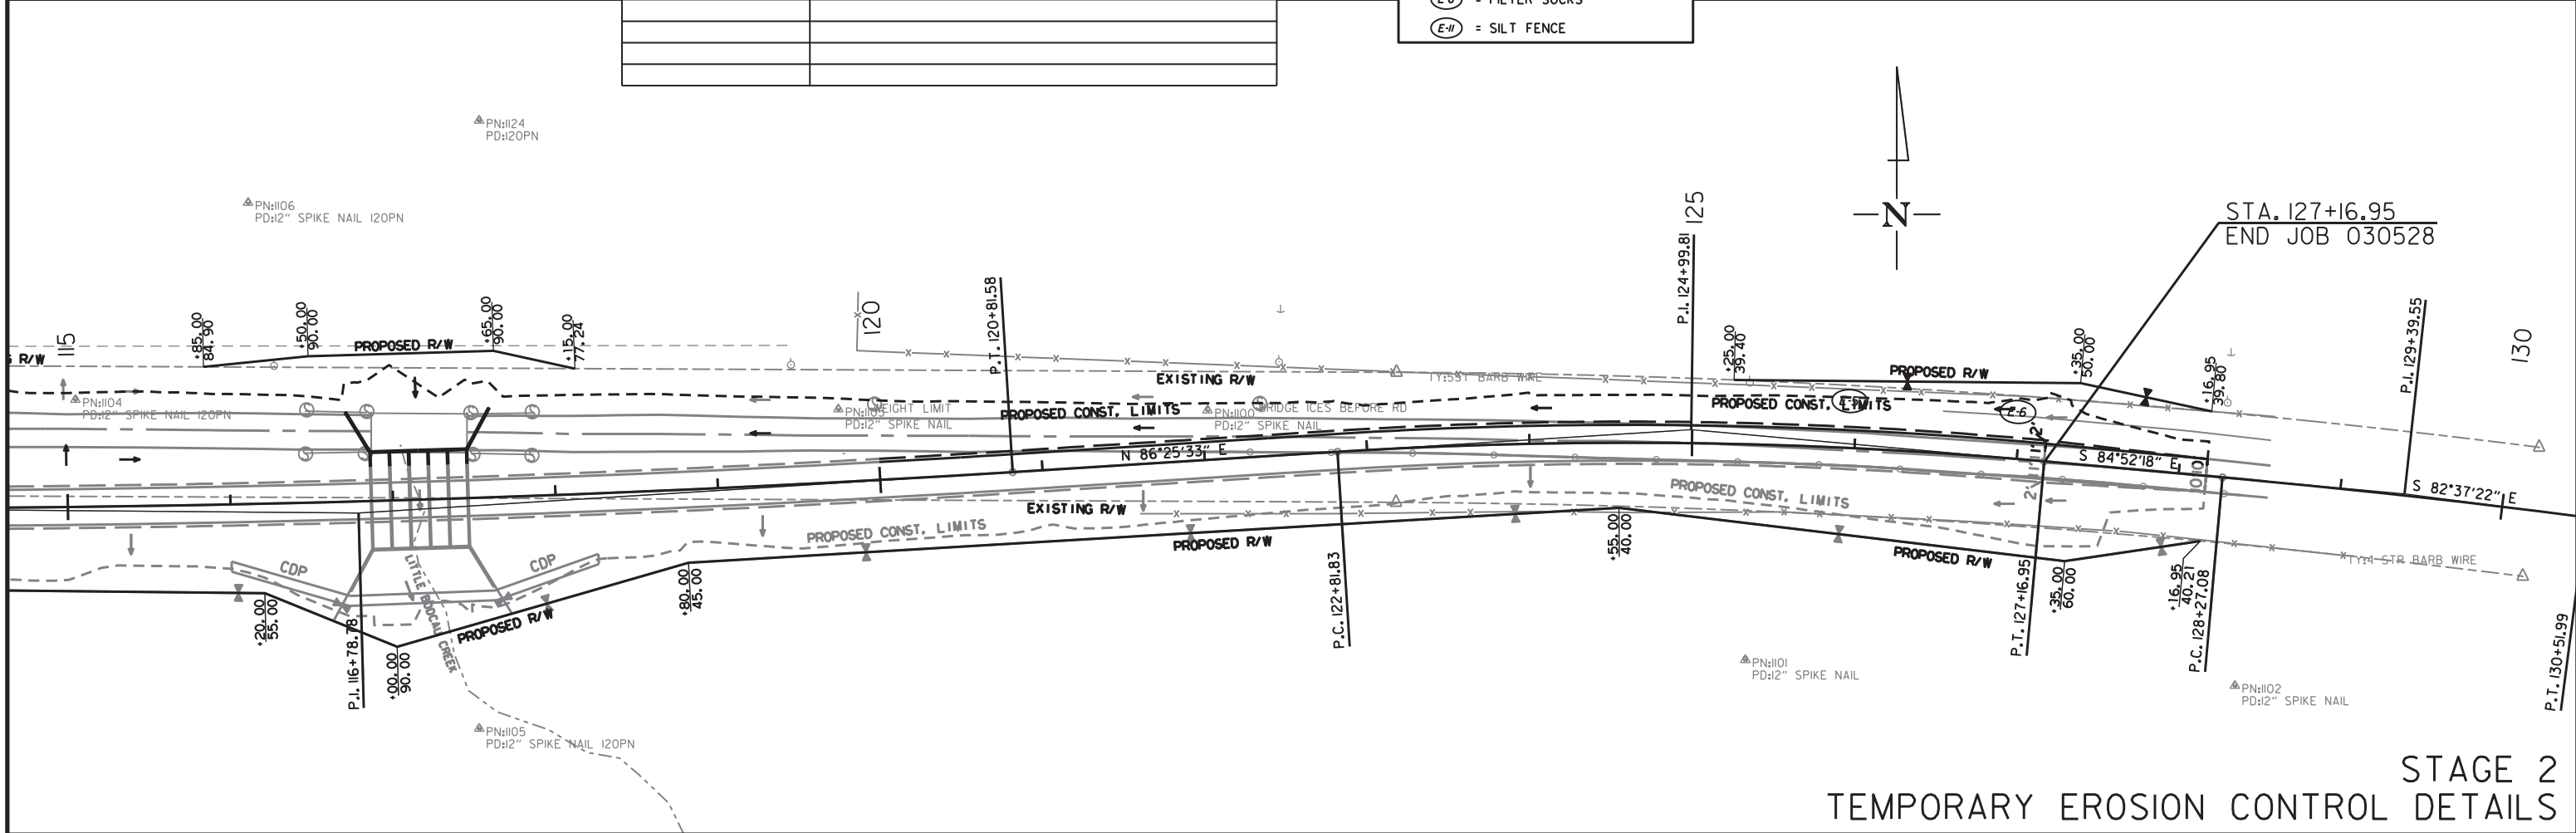 = SILT FENCE
E-11
PN:1124
PD:120PN
PN:1106
PD:12" SPIKE NAIL 120PN
STA. 127+16.95
END JOB 030528
N
115
120
125
130
R/W
+85.00
84.90
+50.00
90.00
PROPOSED R/W
+65.00
90.00
+15.00
77.24
P.T. 120+81.58
P.I. 124+99.81
+25.00
39.40
PROPOSED R/W
+35.00
50.00
+16.95
39.80
P.I. 129+39.55
EXISTING R/W
BARB WIRE
PN:1104
PD:12" SPIKE NAIL 120PN
EIGHT LIMIT
PD:12" SPIKE NAIL
PROPOSED CONST. LIMITS
PN:1100
RIDGE ICES BEFORE RD
PD:12" SPIKE NAIL
PROPOSED CONST. LIMITS
E-6
N 86°25'33" E
S 84°52'18" E
S 82°37'22" E
EXISTING R/W
PROPOSED CONST. LIMITS
PROPOSED CONST. LIMITS
PROPOSED R/W
PROPOSED R/W
CDP
CDP
LITTLE BODCAU CREEK
PROPOSED R/W
+20.00
55.00
P.I. 116+78.78
+00.00
90.00
+80.00
45.00
P.C. 122+81.83
+55.00
40.00
P.T. 127+16.95
+35.00
60.00
+16.95
40.21
P.C. 128+27.08
TY:4 STR BARB WIRE
P.T. 130+51.99
PN:1101
PD:12" SPIKE NAIL
PN:1102
PD:12" SPIKE NAIL
PN:1105
PD:12" SPIKE NAIL 120PN
STAGE 2
TEMPORARY EROSION CONTROL DETAILS